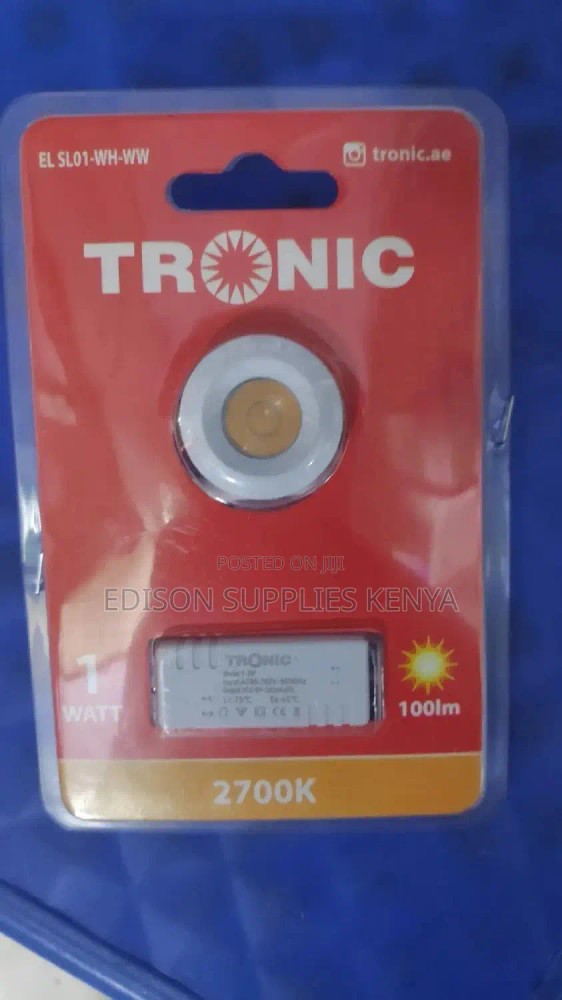 EL SL01-WH-WW
tronic.ae
TRONIC
POSTED ON JIJI
EDISON SUPPLIES KENYA
TRONIC
1
WATT
100lm
2700K